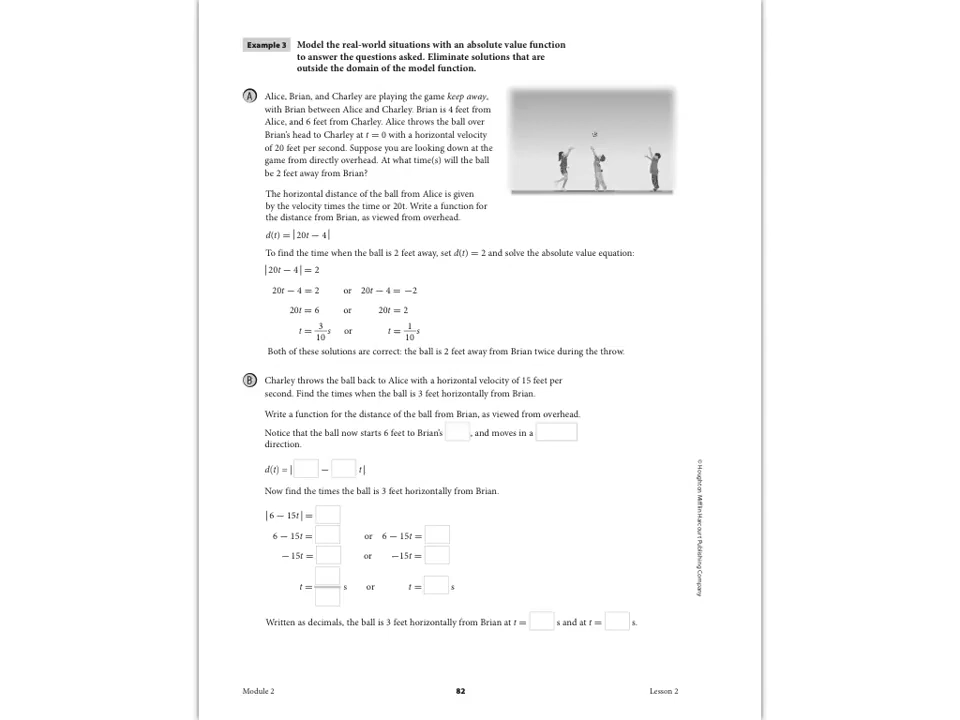 Example 3 Model the real-world situations with an absolute value function
to answer the questions asked. Eliminate solutions that are
outside the domain of the model function.
A Alice, Brian, and Charley are playing the game keep away,
with Brian between Alice and Charley. Brian is 4 feet from
Alice, and 6 feet from Charley. Alice throws the ball over
Brian's head to Charley at t = 0 with a horizontal velocity
of 20 feet per second. Suppose you are looking down at the
game from directly overhead. At what time(s) will the ball
be 2 feet away from Brian?
The horizontal distance of the ball from Alice is given
by the velocity times the time or 20t. Write a function for
the distance from Brian, as viewed from overhead.
d(t) = |20t − 4|
To find the time when the ball is 2 feet away, set d(t) = 2 and solve the absolute value equation:
|20t − 4| = 2
20t − 4 = 2 or 20t − 4 = −2
20t = 6 or 20t = 2
t = 3/10 s or t = 1/10 s
Both of these solutions are correct: the ball is 2 feet away from Brian twice during the throw.
B Charley throws the ball back to Alice with a horizontal velocity of 15 feet per
second. Find the times when the ball is 3 feet horizontally from Brian.
Write a function for the distance of the ball from Brian, as viewed from overhead.
Notice that the ball now starts 6 feet to Brian's , and moves in a
direction.
d(t) = | − t|
Now find the times the ball is 3 feet horizontally from Brian.
|6 − 15t| =
6 − 15t = or 6 − 15t =
−15t = or −15t =
t = s or t = s
Written as decimals, the ball is 3 feet horizontally from Brian at t = s and at t = s.
© Houghton Mifflin Harcourt Publishing Company
Module 2 82 Lesson 2